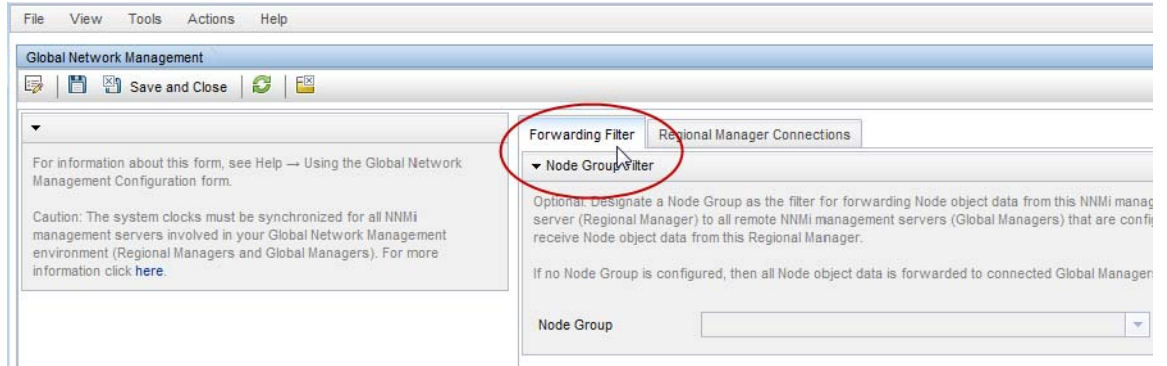 File View Tools Actions Help
Global Network Management
Save and Close
For information about this form, see Help → Using the Global Network
Management Configuration form.
Caution: The system clocks must be synchronized for all NNMi
management servers involved in your Global Network Management
environment (Regional Managers and Global Managers). For more
information click here.
Forwarding Filter Regional Manager Connections
Node Group Filter
Optional: Designate a Node Group as the filter for forwarding Node object data from this NNMi
server (Regional Manager) to all remote NNMi management servers (Global Managers) that are
receive Node object data from this Regional Manager.
If no Node Group is configured, then all Node object data is forwarded to connected Global
Node Group